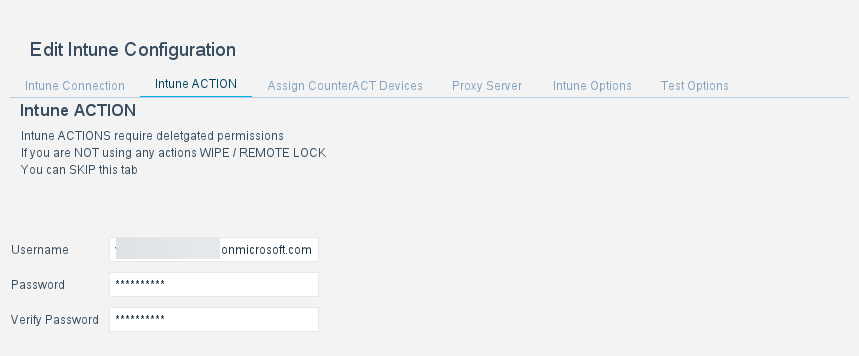 Edit Intune Configuration
Intune Connection Intune ACTION Assign CounterACT Devices Proxy Server Intune Options Test Options
Intune ACTION
Intune ACTIONS require deletgated permissions
If you are NOT using any actions WIPE / REMOTE LOCK
You can SKIP this tab
Username onmicrosoft.com
Password **********
Verify Password **********